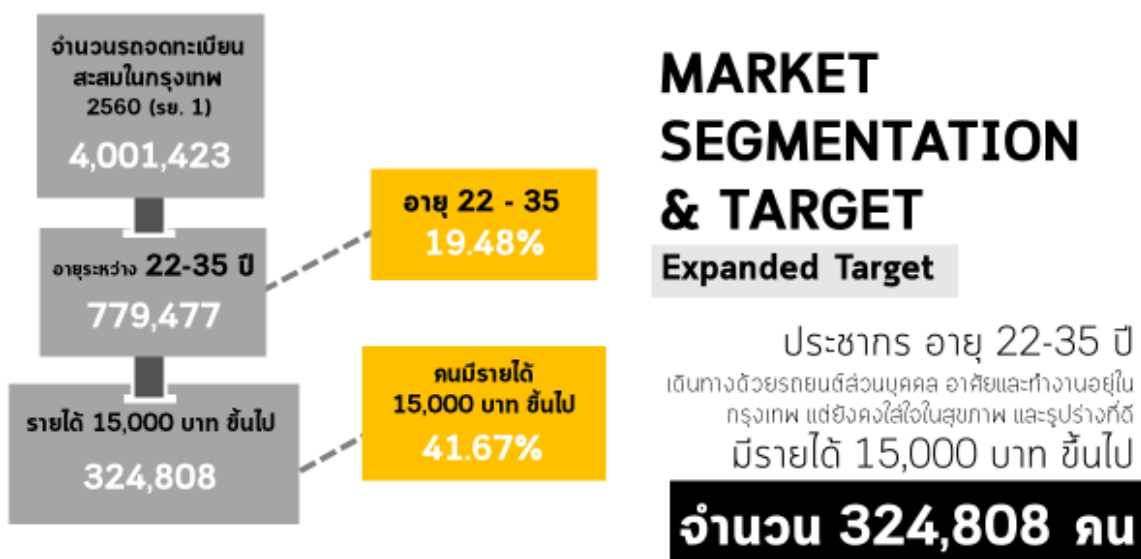 จำนวนรถจดทะเบียน
สะสมในกรุงเทพ
2560 (รย. 1)
4,001,423
อายุระหว่าง 22-35 ปี
779,477
รายได้ 15,000 บาท ขึ้นไป
324,808
อายุ 22 - 35
19.48%
คนมีรายได้
15,000 บาท ขึ้นไป
41.67%
MARKET
SEGMENTATION
& TARGET
Expanded Target
ประชากร อายุ 22-35 ปี
เดินทางด้วยรถยนต์ส่วนบุคคล อาศัยและทำงานอยู่ใน
กรุงเทพ แต่ยังคงใส่ใจในสุขภาพ และรูปร่างที่ดี
มีรายได้ 15,000 บาท ขึ้นไป
จำนวน 324,808 คน